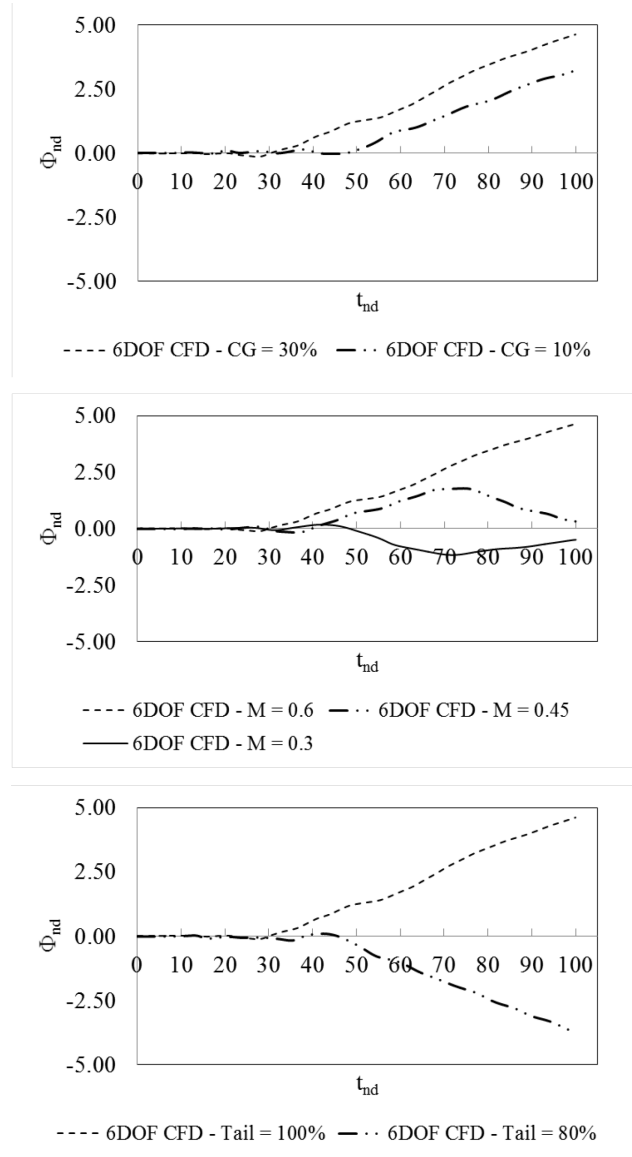 5.00
2.50
0.00
-2.50
-5.00
Φnd
0 10 20 30 40 50 60 70 80 90 100
tnd
6DOF CFD - CG = 30% 6DOF CFD - CG = 10%
5.00
2.50
0.00
-2.50
-5.00
Φnd
0 10 20 30 40 50 60 70 80 90 100
tnd
6DOF CFD - M = 0.6 6DOF CFD - M = 0.45
6DOF CFD - M = 0.3
5.00
2.50
0.00
-2.50
-5.00
Φnd
0 10 20 30 40 50 60 70 80 90 100
tnd
6DOF CFD - Tail = 100% 6DOF CFD - Tail = 80%